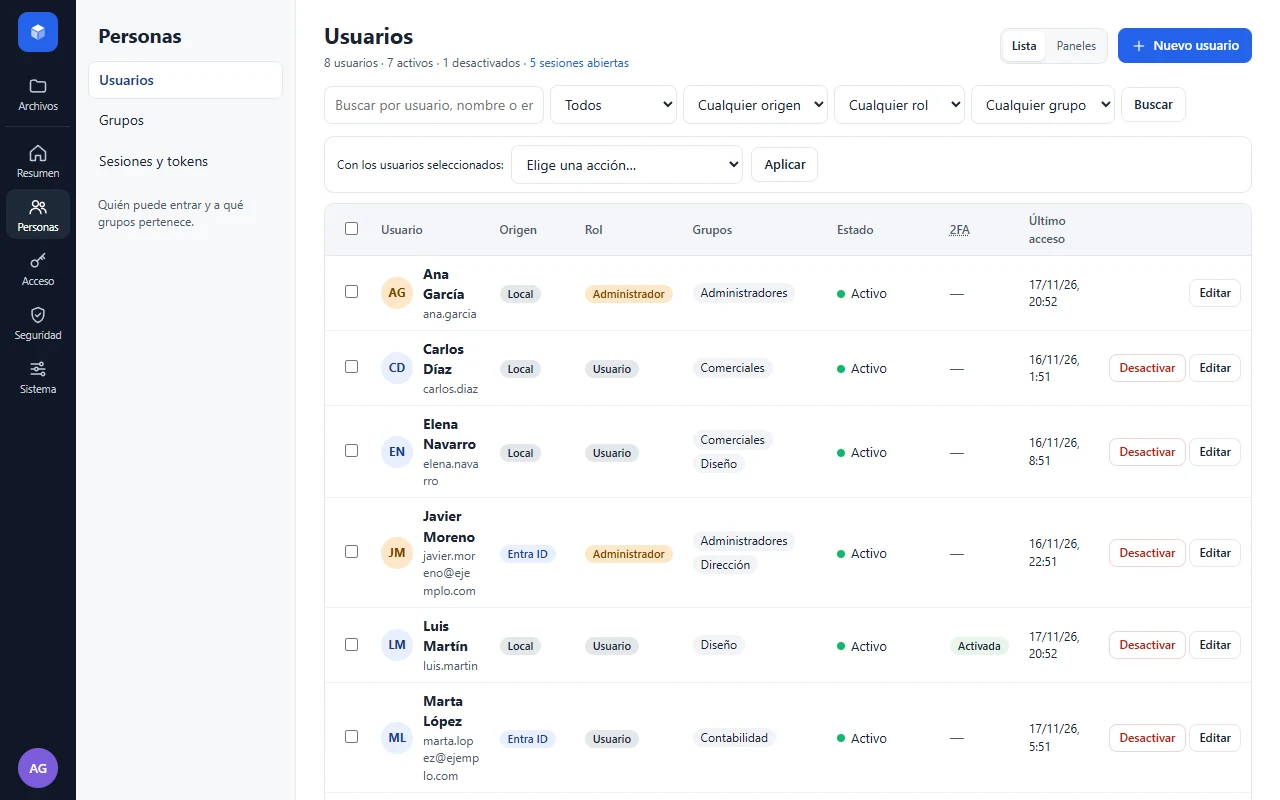 Archivos
Resumen
Personas
Acceso
Seguridad
Sistema
AG
Personas
Usuarios
Grupos
Sesiones y tokens
Quién puede entrar y a qué
grupos pertenece.
Usuarios
8 usuarios · 7 activos · 1 desactivados · 5 sesiones abiertas
Lista Paneles
+ Nuevo usuario
Buscar por usuario, nombre o er
Todos
Cualquier origen
Cualquier rol
Cualquier grupo
Buscar
Con los usuarios seleccionados:
Elige una acción...
Aplicar
Usuario Origen Rol Grupos Estado 2FA Último
acceso
AG
Ana
García
ana.garcia
Local
Administrador
Administradores
Activo
—
17/11/26,
20:52
Editar
CD
Carlos
Díaz
carlos.diaz
Local
Usuario
Comerciales
Activo
—
16/11/26,
1:51
Desactivar
Editar
EN
Elena
Navarro
elena.nava
rro
Local
Usuario
Comerciales
Diseño
Activo
—
16/11/26,
8:51
Desactivar
Editar
JM
Javier
Moreno
javier.mor
eno@eje
mplo.com
Entra ID
Administrador
Administradores
Dirección
Activo
—
16/11/26,
22:51
Desactivar
Editar
LM
Luis
Martín
luis.martin
Local
Usuario
Diseño
Activo
Activada
17/11/26,
20:52
Desactivar
Editar
ML
Marta
López
marta.lop
ez@ejemp
lo.com
Entra ID
Usuario
Contabilidad
Activo
—
17/11/26,
5:51
Desactivar
Editar